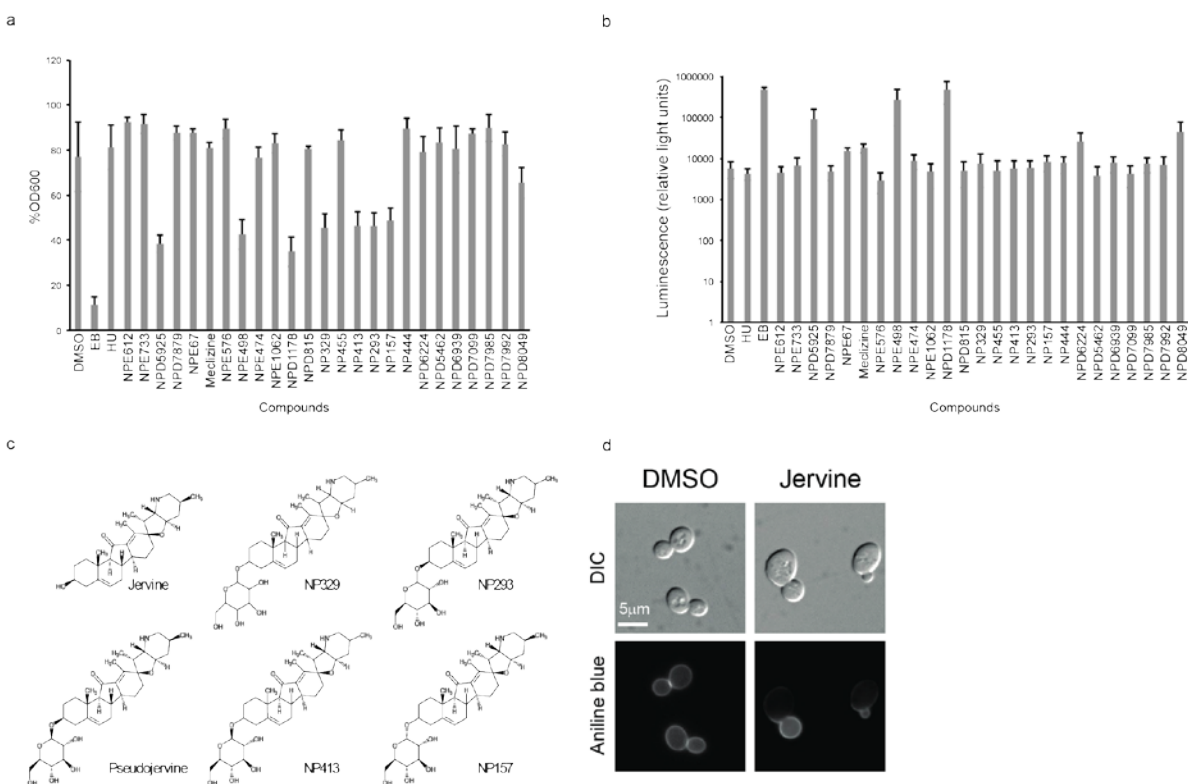 a
%OD600
120
100
80
60
40
20
0
DMSO
EB
HU
NPE612
NPE733
NPD5925
NPD7879
NPE67
Meclizine
NPE576
NPE498
NPE474
NPE1062
NPD1178
NPD815
NP329
NP455
NP413
NP293
NP157
NP444
NPD6224
NPD5462
NPD6939
NPD7099
NPD7985
NPD7992
NPD8049
Compounds
b
Luminescence (relative light units)
1000000
100000
10000
1000
100
10
1
DMSO
HU
EB
NPE612
NPE733
NPD5925
NPD7879
NPE67
Meclizine
NPE576
NPE498
NPE474
NPE1062
NPD1178
NPD815
NP329
NP455
NP413
NP293
NP157
NP444
NPD6224
NPD5462
NPD6939
NPD7099
NPD7985
NPD7992
NPD8049
Compounds
c
Jervine
NP329
NP293
Pseudojervine
NP413
NP157
d
DMSO Jervine
DIC
5µm
Aniline blue